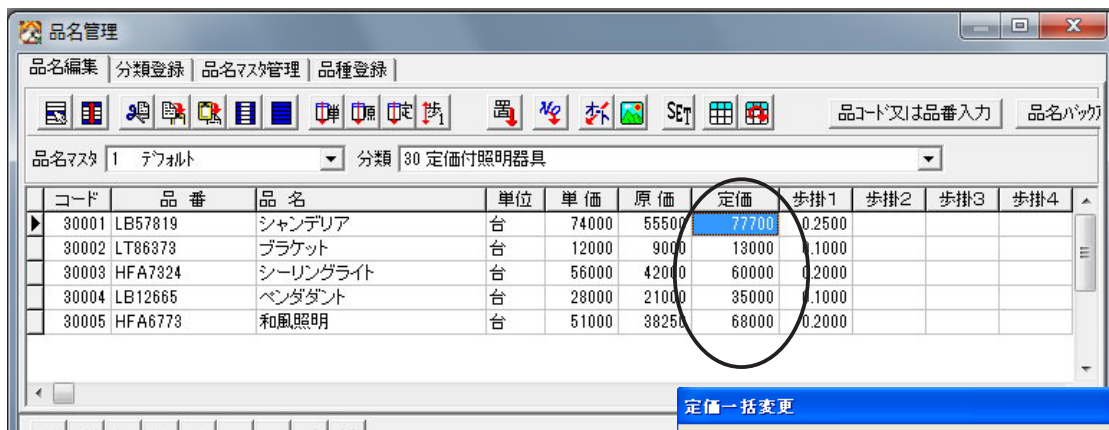 品名管理
品名編集 分類登録 品名マスタ管理 品種登録
単 原 定 歩1 置 SET 品コード又は品番入力
品名マスタ 1 デフォルト 分類 30 定価付照明器具
コード 品 番 品 名 単位 単 価 原 価 定価 歩掛1 歩掛2 歩掛3 歩掛4
30001 LB57819 シャンデリア 台 74000 55500 77700 0.2500
30002 LT86373 ブラケット 台 12000 9000 13000 0.1000
30003 HFA7324 シーリングライト 台 56000 42000 60000 0.2000
30004 LB12665 ペンダダント 台 28000 21000 35000 0.1000
30005 HFA6773 和風照明 台 51000 38250 68000 0.2000
定価一括変更